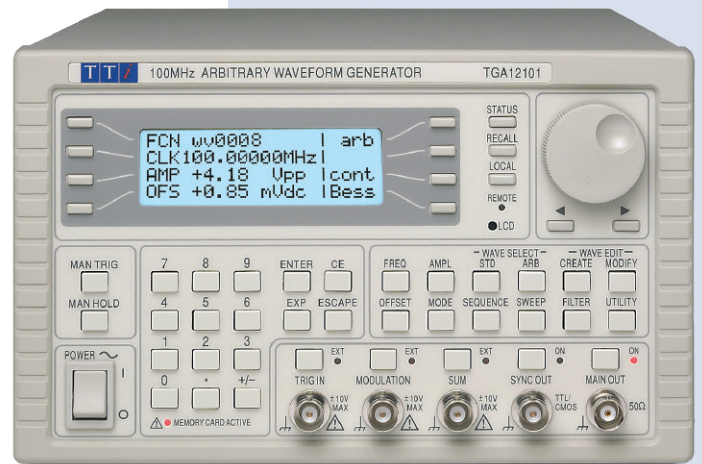 TTi 100MHz ARBITRARY WAVEFORM GENERATOR TGA12101
STATUS
FCN wv0008 | arb
CLK100.00000MHz|
AMP +4.18 Vpp |cont
OFS +0.85 mVdc |Bess
RECALL
LOCAL
REMOTE
LCD
MAN TRIG
MAN HOLD
7 8 9 ENTER CE
4 5 6 EXP ESCAPE
1 2 3
0 . +/-
MEMORY CARD ACTIVE
POWER
I
O
WAVE SELECT WAVE EDIT
FREQ AMPL STD ARB CREATE MODIFY
OFFSET MODE SEQUENCE SWEEP FILTER UTILITY
EXT EXT EXT ON ON
TRIG IN MODULATION SUM SYNC OUT MAIN OUT
±10V MAX ±10V MAX ±10V MAX TTL/CMOS 50Ω